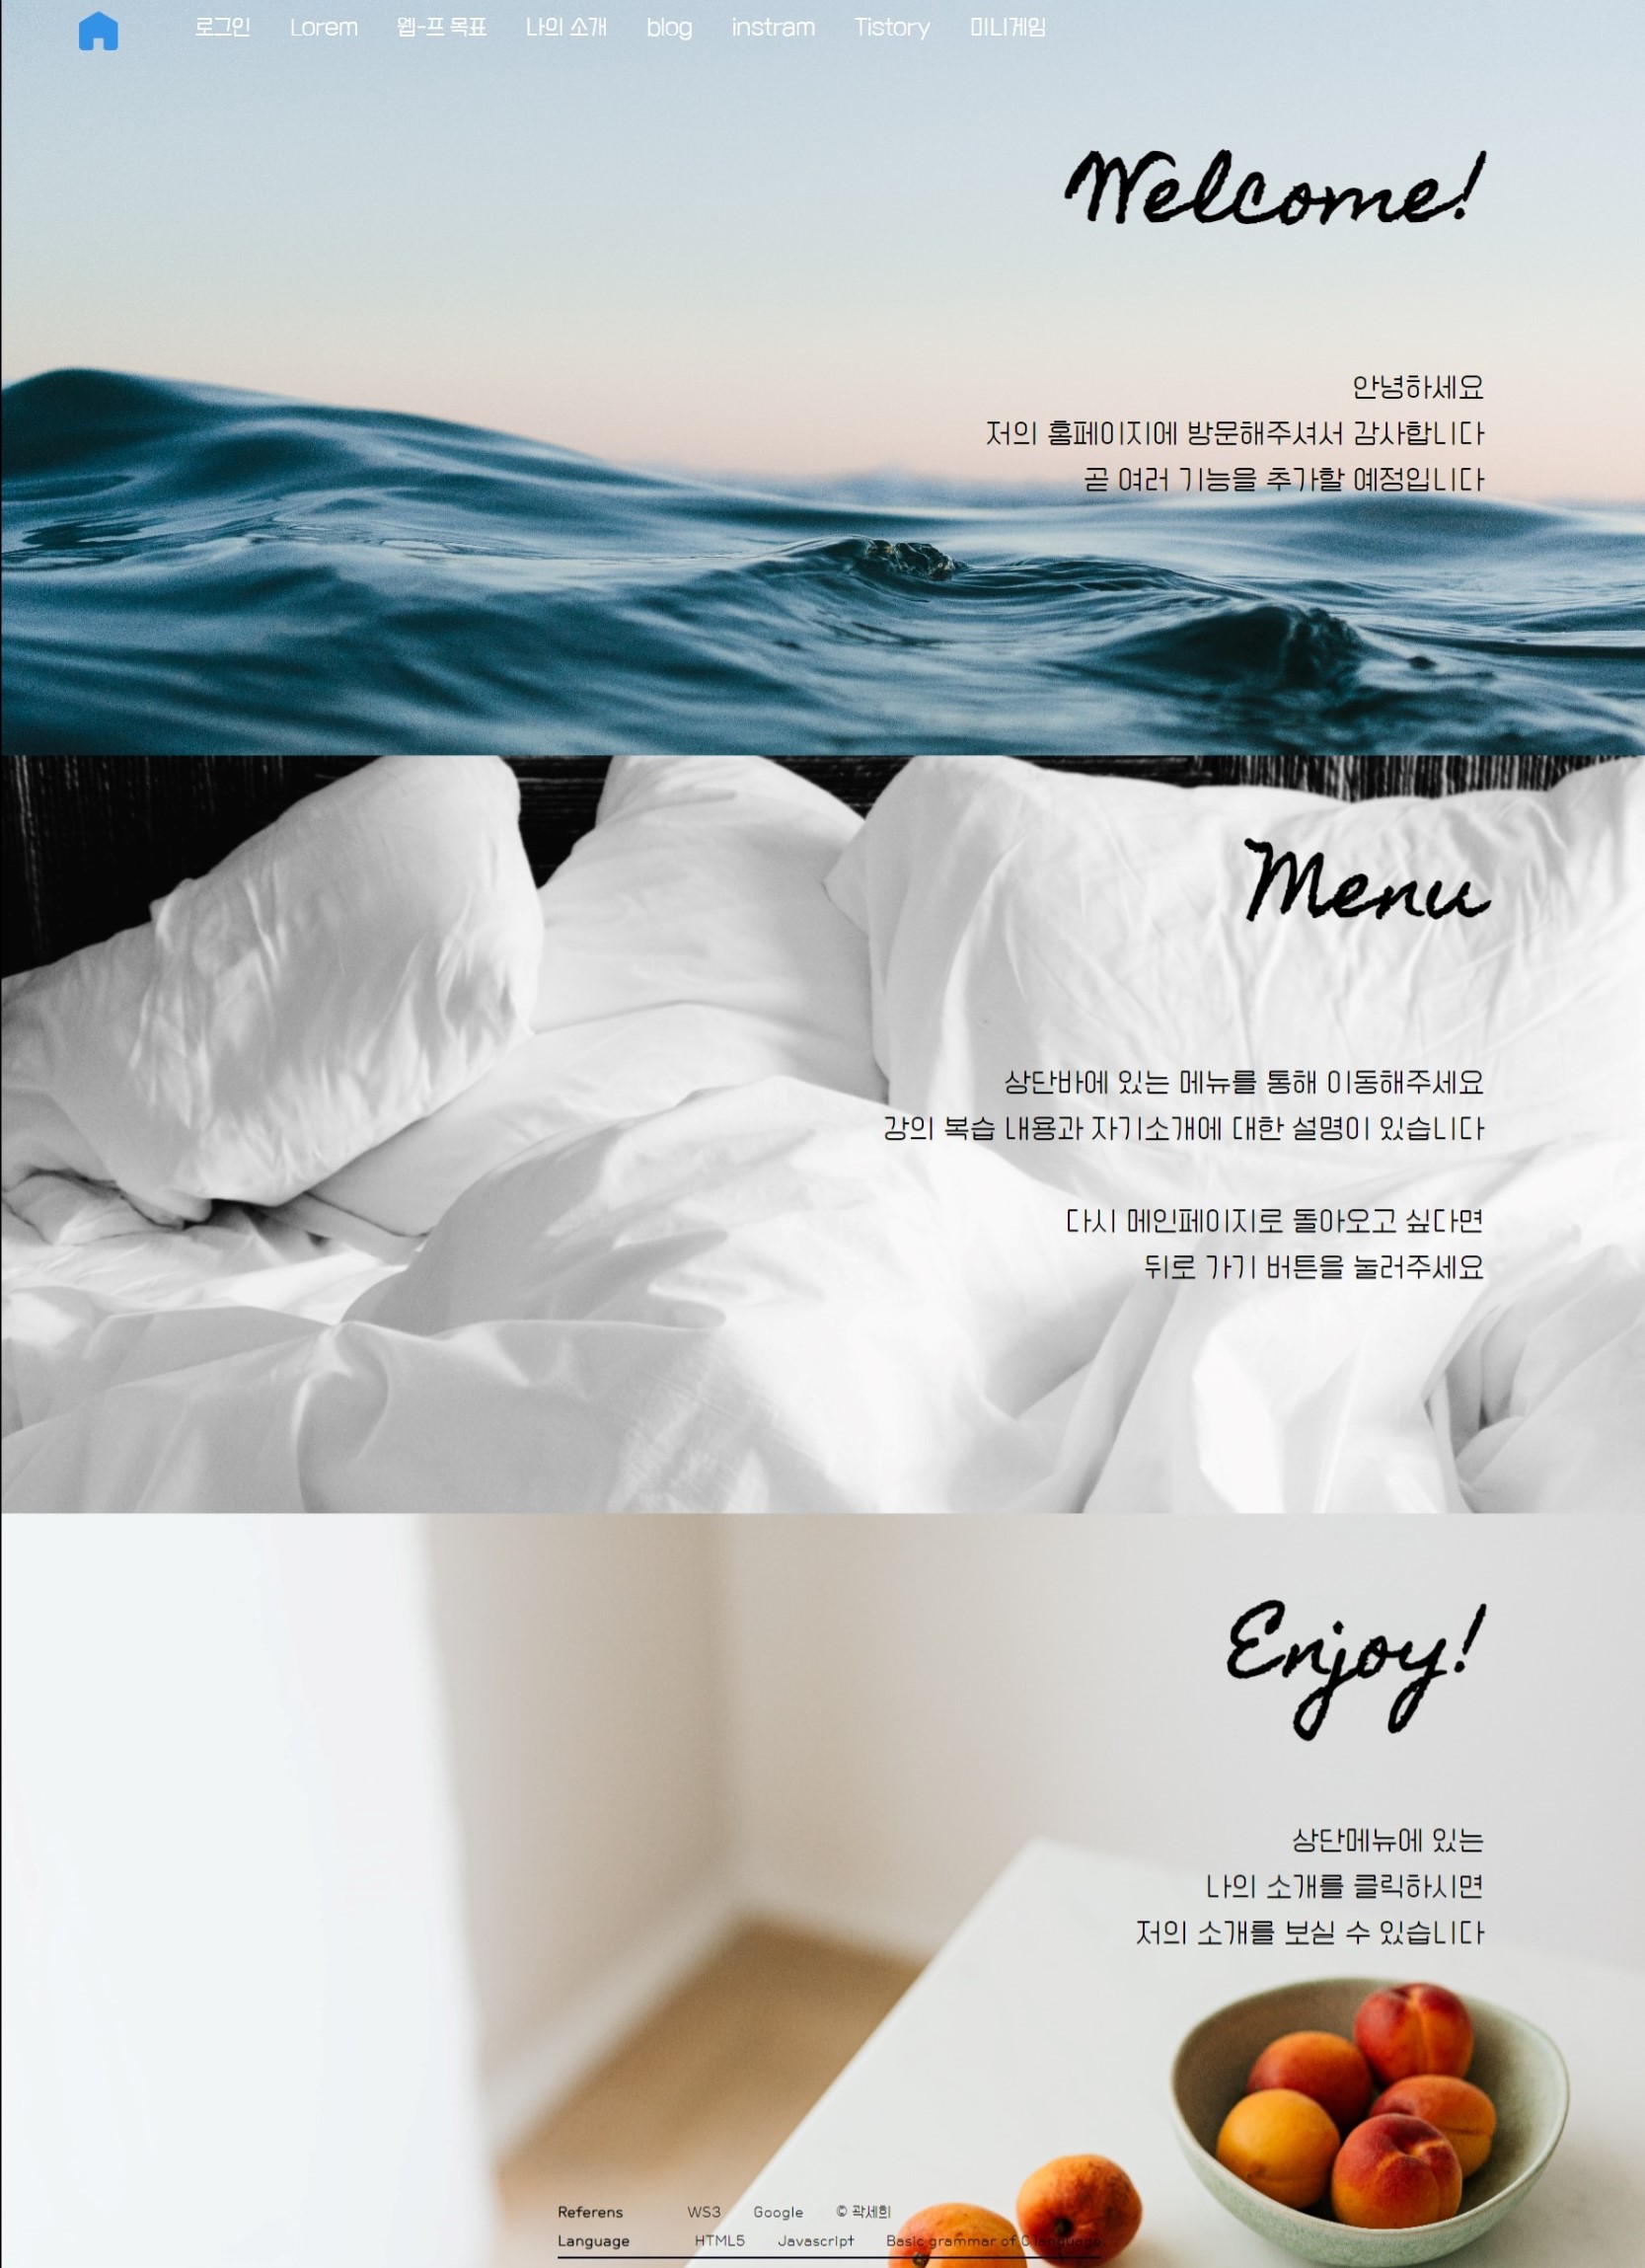 로그인 Lorem 웹-프 목표 나의 소개 blog instram Tistory 미니게임
Welcome!
안녕하세요
저의 홈페이지에 방문해주셔서 감사합니다
곧 여러 기능을 추가할 예정입니다
Menu
상단바에 있는 메뉴를 통해 이동해주세요
강의 복습 내용과 자기소개에 대한 설명이 있습니다
다시 메인페이지로 돌아오고 싶다면
뒤로 가기 버튼을 눌러주세요
Enjoy!
상단메뉴에 있는
나의 소개를 클릭하시면
저의 소개를 보실 수 있습니다
Referens WS3 Google © 곽세희
Language HTML5 Javascript Basic grammar of C language